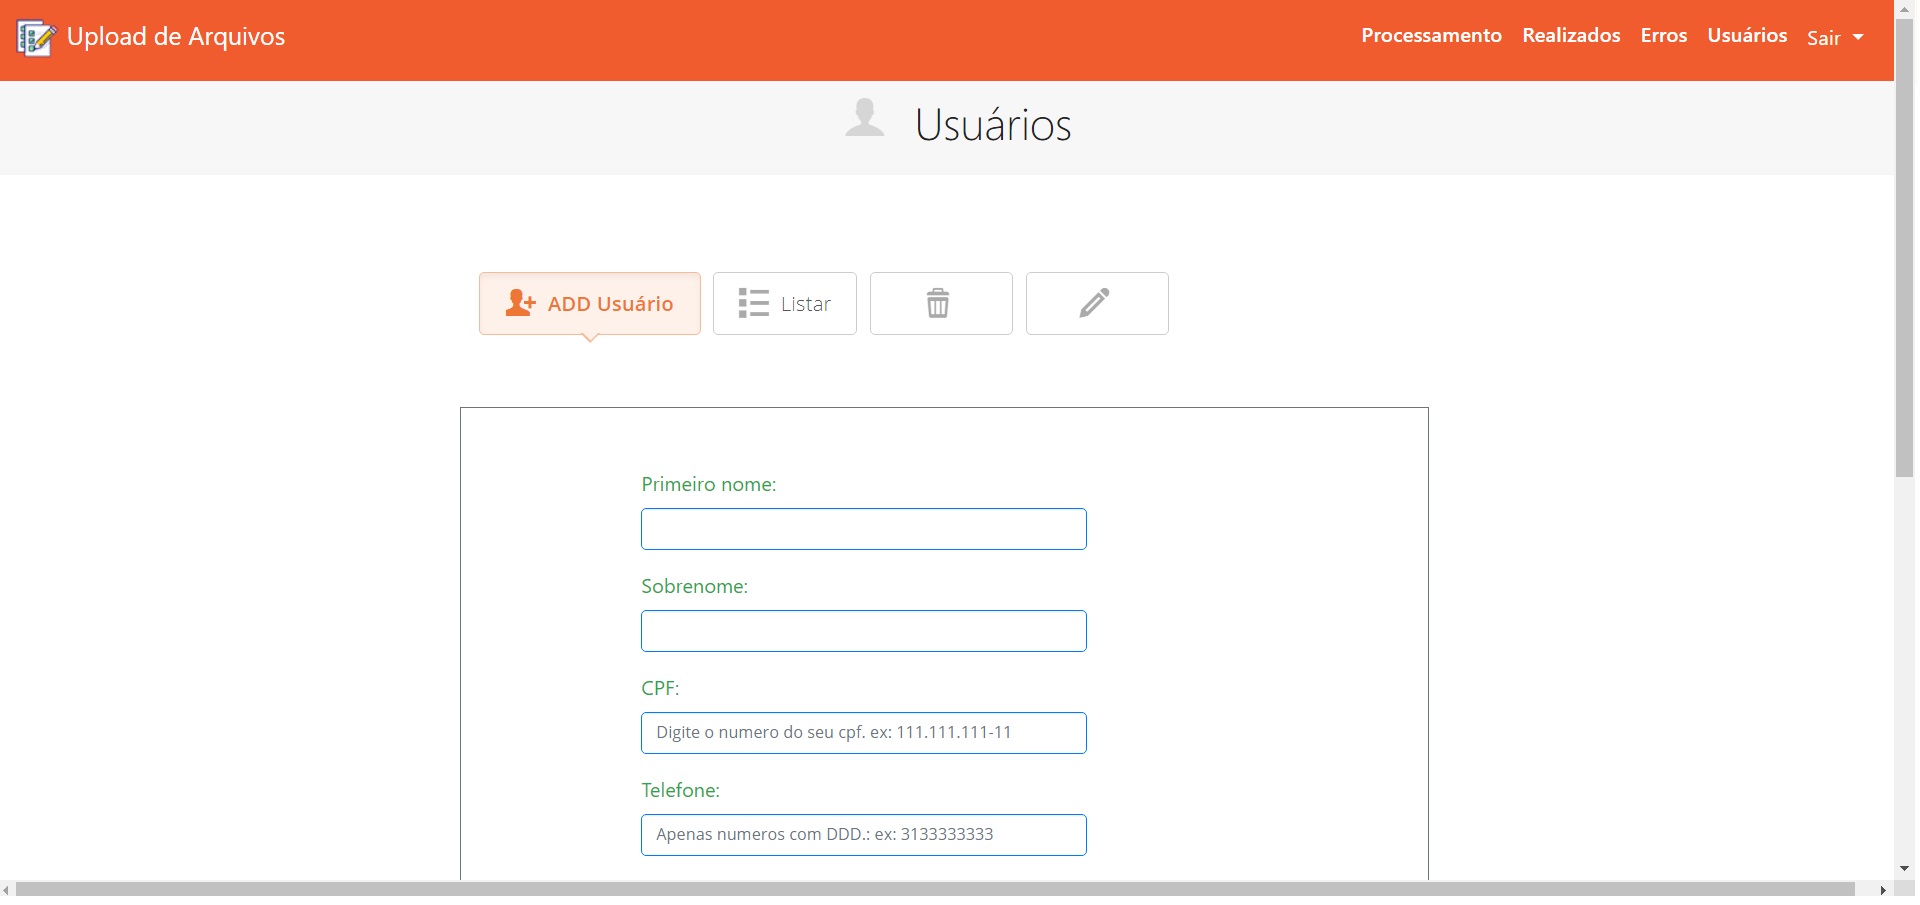 Upload de Arquivos
Processamento Realizados Erros Usuários Sair
Usuários
ADD Usuário Listar
Primeiro nome:
Sobrenome:
CPF:
Digite o numero do seu cpf. ex: 111.111.111-11
Telefone:
Apenas numeros com DDD.: ex: 3133333333